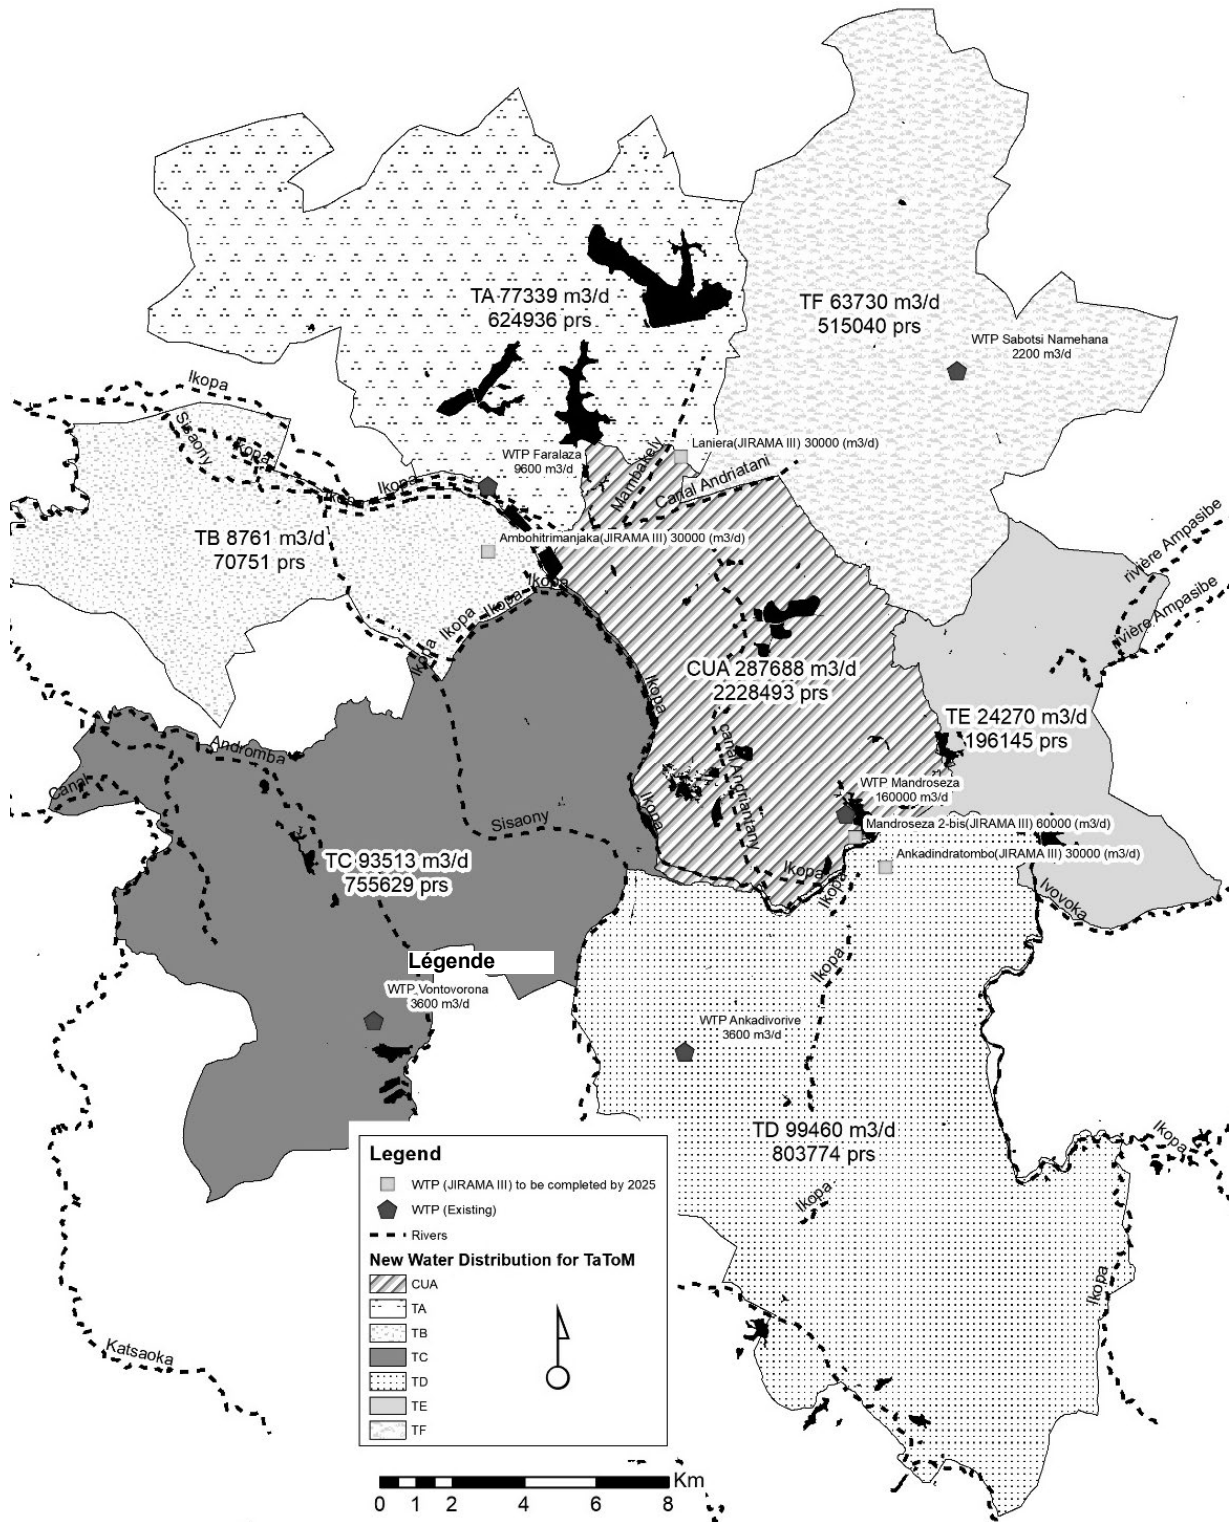 TA 77339 m3/d
624936 prs
TF 63730 m3/d
515040 prs
WTP Sabotsi Namehana
2200 m3/d
Ikopa
Sisaony
Ikopa
Ikopa
Ikopa
WTP Faralaza
9600 m3/d
Mambakely
Laniera(JIRAMA III) 30000 (m3/d)
Canal Andriatani
TB 8761 m3/d
70751 prs
Ambohitrimanjaka(JIRAMA III) 30000 (m3/d)
rivière Ampasibe
rivière Ampasibe
Ikopa
Ikopa
Ikopa
Ikopa
Ikopa
CUA 287688 m3/d
2228493 prs
TE 24270 m3/d
196145 prs
Andromba
Canal
canal Andriantany
Ikopa
Sisaony
WTP Mandroseza
160000 m3/d
Mandroseza 2-bis(JIRAMA III) 60000 (m3/d)
Ankadindratombo(JIRAMA III) 30000 (m3/d)
TC 93513 m3/d
755629 prs
Ikopa
Ikopa
Ivovoka
Ikopa
Légende
WTP Vontovorona
3600 m3/d
WTP Ankadivorive
3600 m3/d
TD 99460 m3/d
803774 prs
Ikopa
Ikopa
Ikopa
Katsaoka
Legend
WTP (JIRAMA III) to be completed by 2025
WTP (Existing)
Rivers
New Water Distribution for TaToM
CUA
TA
TB
TC
TD
TE
TF
Km
0 1 2 4 6 8